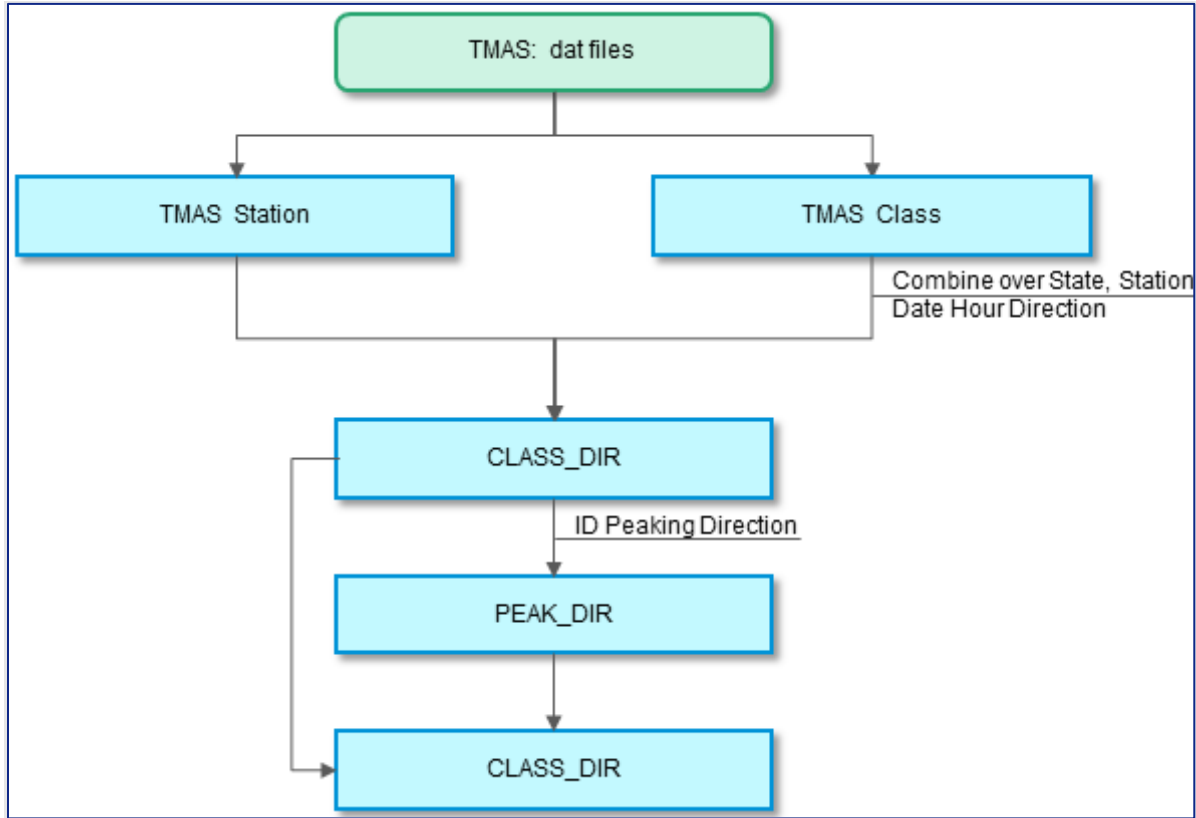 TMAS: dat files
TMAS Station
TMAS Class
Combine over State, Station
Date Hour Direction
CLASS_DIR
ID Peaking Direction
PEAK_DIR
CLASS_DIR